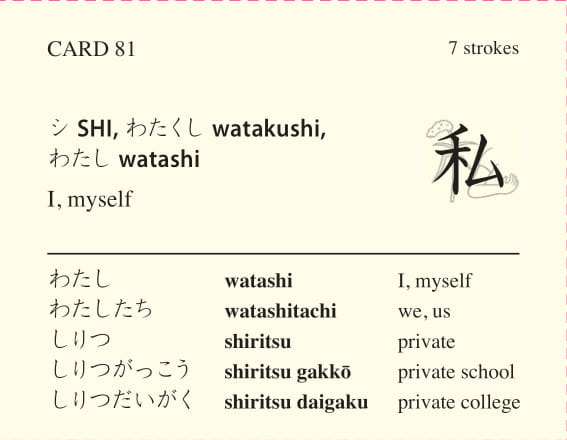 CARD 81 7 strokes
シ SHI, わたくし watakushi,
わたし watashi
私
I, myself
わたし watashi I, myself
わたしたち watashitachi we, us
しりつ shiritsu private
しりつがっこう shiritsu gakkō private school
しりつだいがく shiritsu daigaku private college